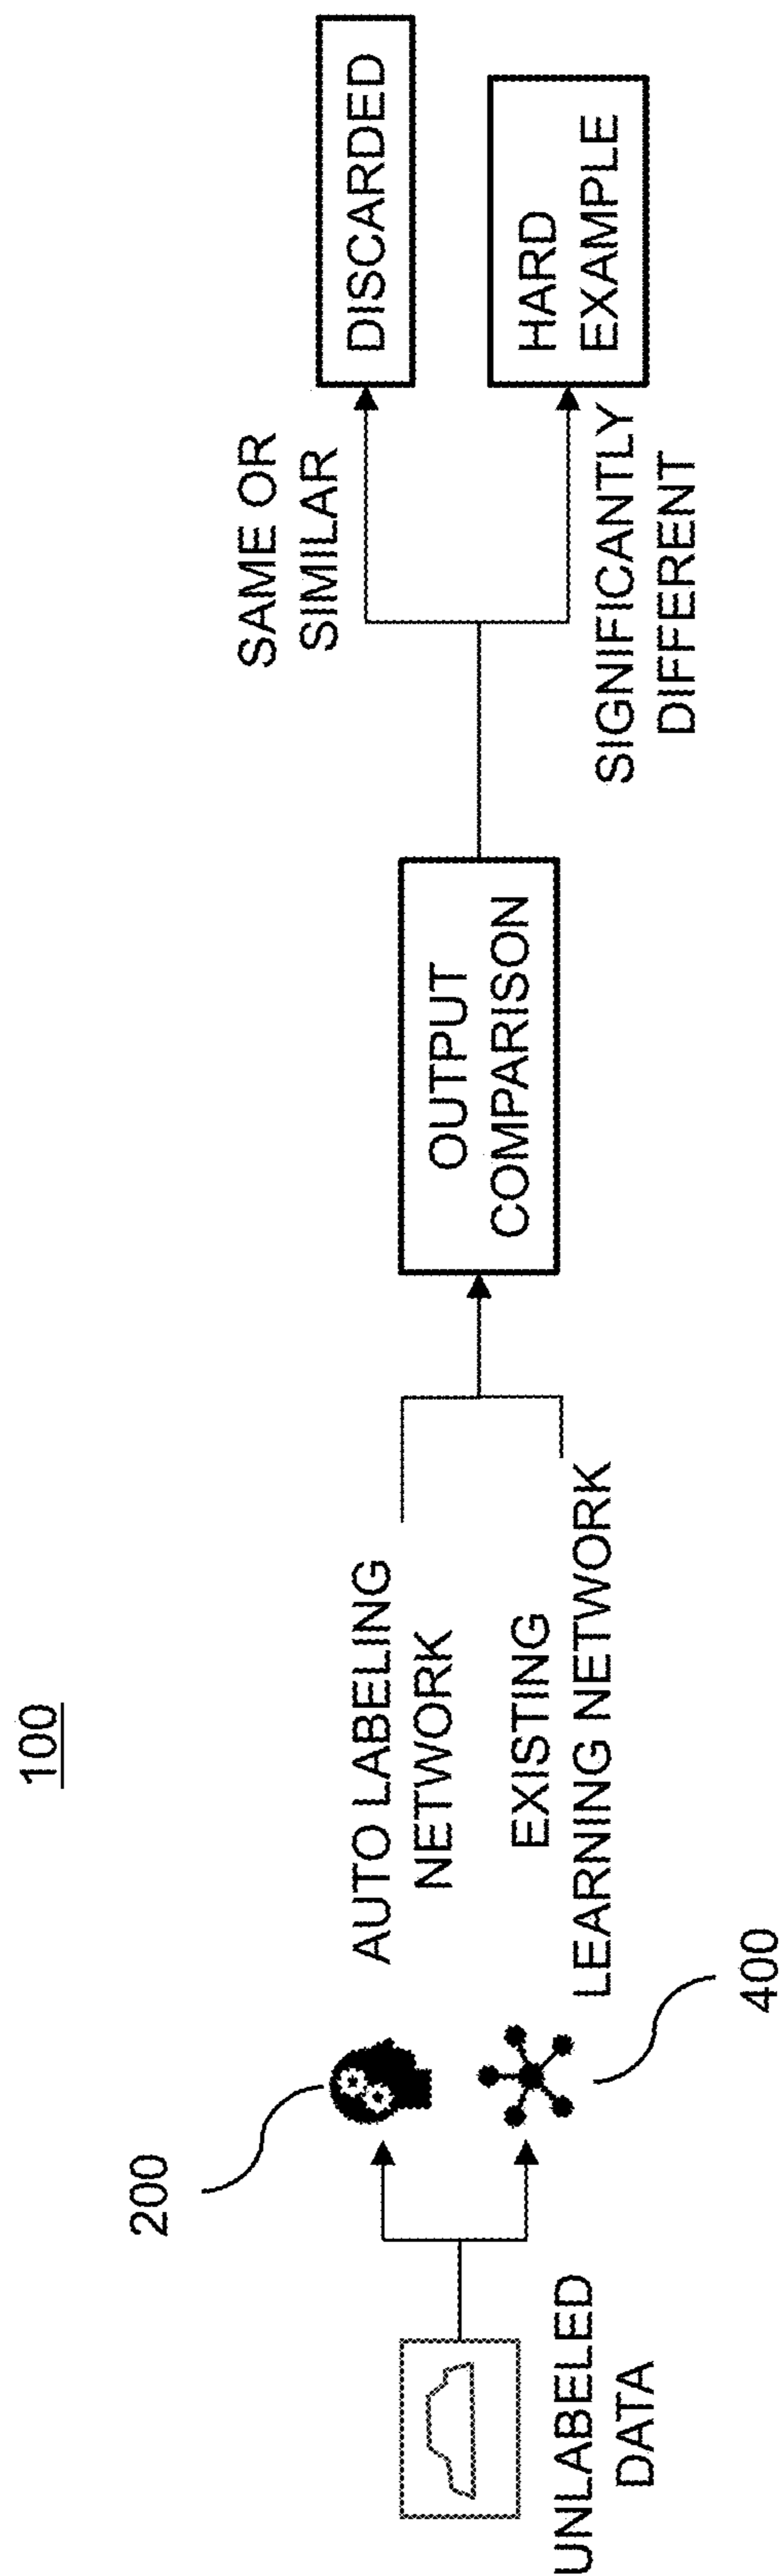 100
UNLABELED
DATA
200
AUTO LABELING
NETWORK
EXISTING
LEARNING NETWORK
400
OUTPUT
COMPARISON
SAME OR
SIMILAR
DISCARDED
SIGNIFICANTLY
DIFFERENT
HARD
EXAMPLE